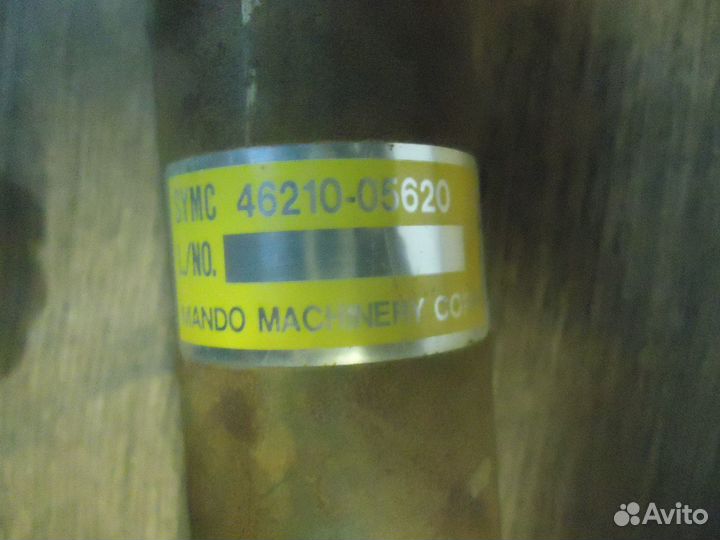 SYMC 46210-05620
L/NO.
MANDO MACHINERY COR
Avito